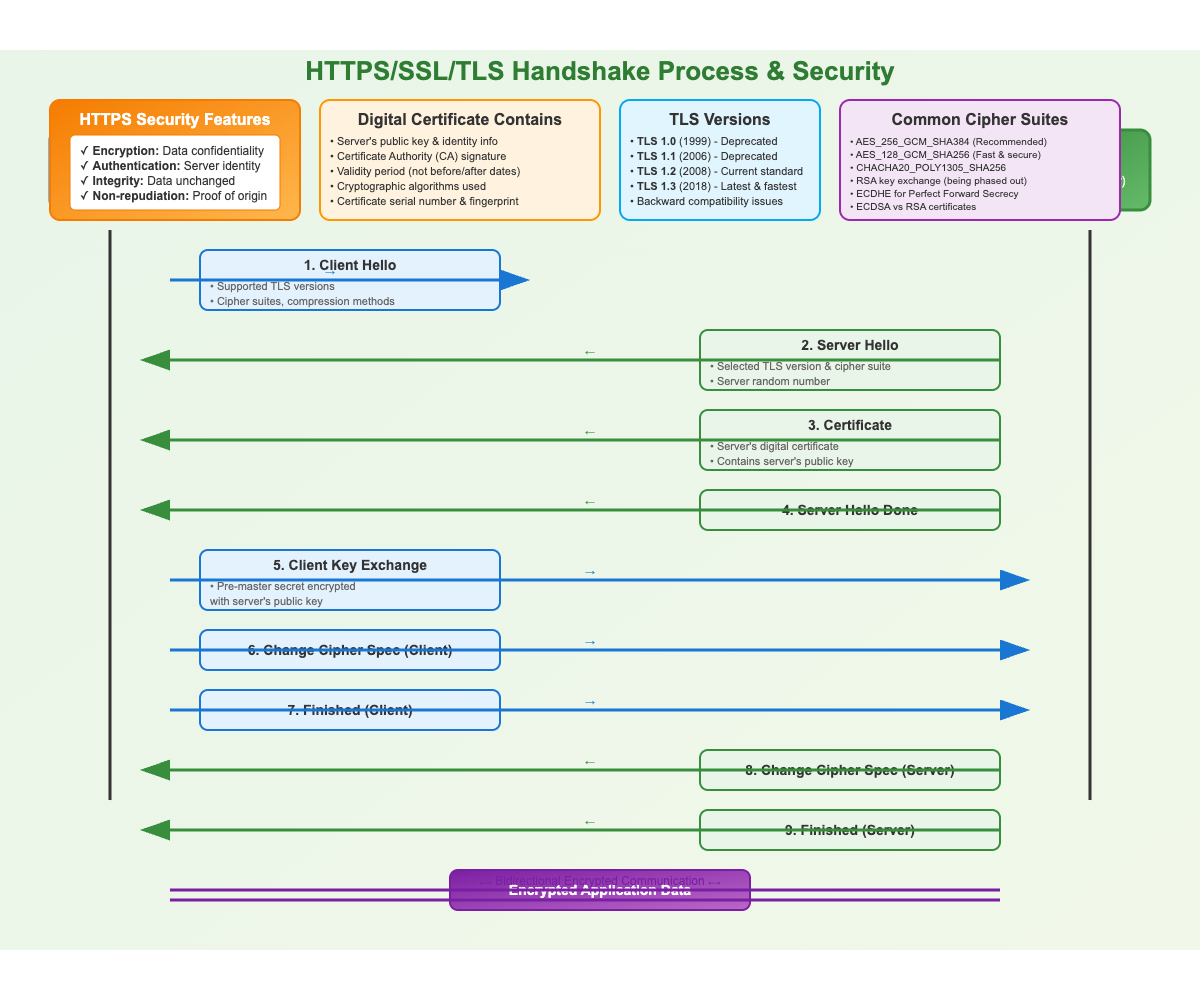 HTTPS/SSL/TLS Handshake Process & Security
HTTPS Security Features
✓ Encryption: Data confidentiality
✓ Authentication: Server identity
✓ Integrity: Data unchanged
✓ Non-repudiation: Proof of origin
Digital Certificate Contains
• Server's public key & identity info
• Certificate Authority (CA) signature
• Validity period (not before/after dates)
• Cryptographic algorithms used
• Certificate serial number & fingerprint
TLS Versions
• TLS 1.0 (1999) - Deprecated
• TLS 1.1 (2006) - Deprecated
• TLS 1.2 (2008) - Current standard
• TLS 1.3 (2018) - Latest & fastest
• Backward compatibility issues
Common Cipher Suites
• AES_256_GCM_SHA384 (Recommended)
• AES_128_GCM_SHA256 (Fast & secure)
• CHACHA20_POLY1305_SHA256
• RSA key exchange (being phased out)
• ECDHE for Perfect Forward Secrecy
• ECDSA vs RSA certificates
)
1. Client Hello
→
• Supported TLS versions
• Cipher suites, compression methods
2. Server Hello
←
• Selected TLS version & cipher suite
• Server random number
3. Certificate
←
• Server's digital certificate
• Contains server's public key
←
4. Server Hello Done
5. Client Key Exchange
→
• Pre-master secret encrypted
with server's public key
→
6. Change Cipher Spec (Client)
→
7. Finished (Client)
←
8. Change Cipher Spec (Server)
←
9. Finished (Server)
←→ Bidirectional Encrypted Communication ←→
Encrypted Application Data